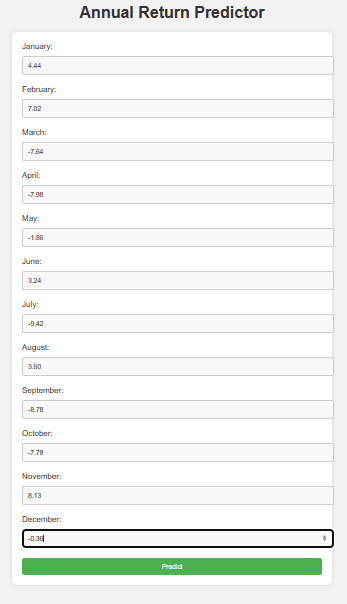 Annual Return Predictor
January:
4.44
February:
7.02
March:
-7.64
April:
-7.98
May:
-1.86
June:
3.24
July:
-9.42
August:
3.60
September:
-8.78
October:
-7.78
November:
8.13
December:
-0.36
Predict